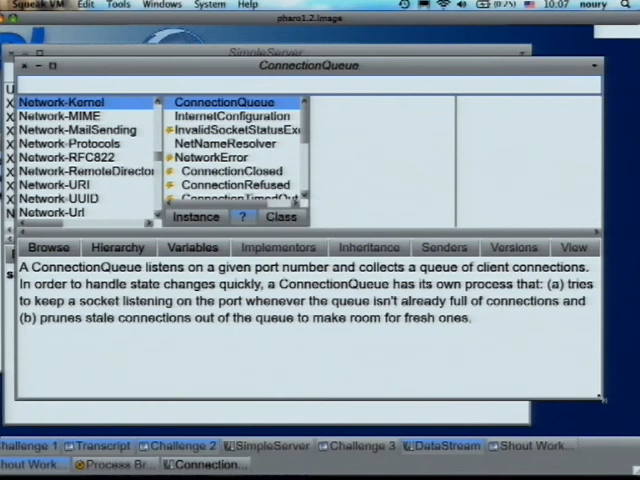 Squeak VM Edit Tools Windows System Help (0:25) 10:07 noury
pharo1.2.image
SimpleServer
ConnectionQueue
Network-Kernel
Network-MIME
Network-MailSending
Network-Protocols
Network-RFC822
Network-RemoteDirector
Network-URI
Network-UUID
Network-Url
ConnectionQueue
InternetConfiguration
InvalidSocketStatusExc
NetNameResolver
NetworkError
ConnectionClosed
ConnectionRefused
ConnectionTimedOut
Instance ? Class
Browse Hierarchy Variables Implementors Inheritance Senders Versions View
A ConnectionQueue listens on a given port number and collects a queue of client connections.
In order to handle state changes quickly, a ConnectionQueue has its own process that: (a) tries
to keep a socket listening on the port whenever the queue isn't already full of connections and
(b) prunes stale connections out of the queue to make room for fresh ones.
hallenge 1 Transcript Challenge 2 SimpleServer Challenge 3 DataStream Shout Work...
Shout Work... Process Br... Connection...